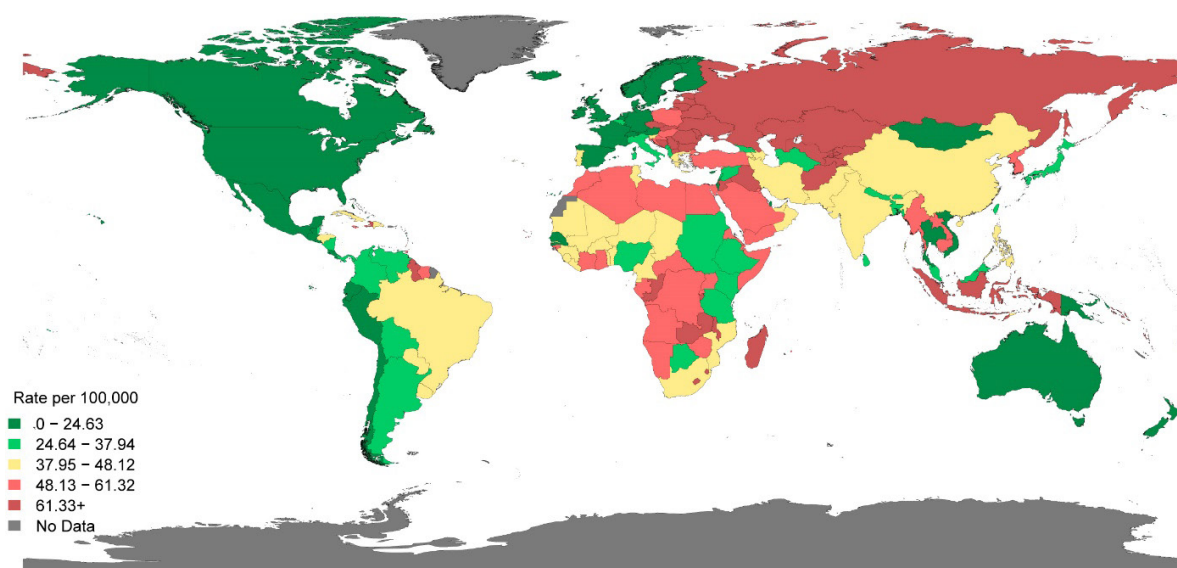 Rate per 100,000
.0 – 24.63
24.64 – 37.94
37.95 – 48.12
48.13 – 61.32
61.33+
No Data